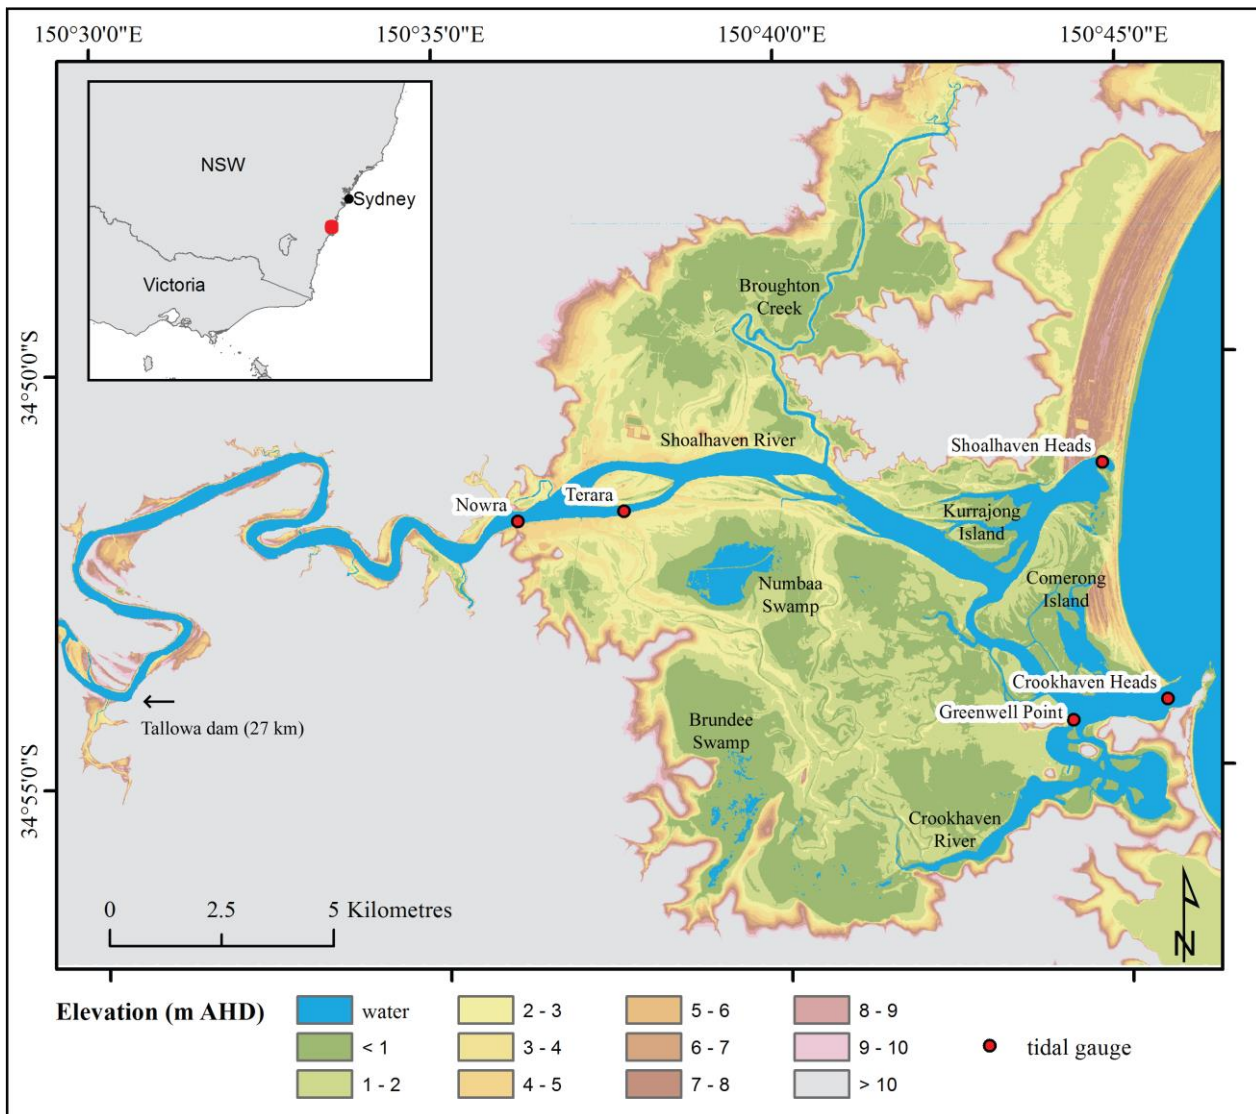 150°30'0"E
150°35'0"E
150°40'0"E
150°45'0"E
NSW
Sydney
Victoria
34°50'0"S
34°55'0"S
Broughton
Creek
Shoalhaven River
Shoalhaven Heads
Nowra
Terara
Kurrajong
Island
Numbaa
Swamp
Comerong
Island
Crookhaven Heads
Greenwell Point
Brundee
Swamp
Tallowa dam (27 km)
Crookhaven
River
0 2.5 5 Kilometres
N
Elevation (m AHD)
water
< 1
1 - 2
2 - 3
3 - 4
4 - 5
5 - 6
6 - 7
7 - 8
8 - 9
9 - 10
> 10
tidal gauge